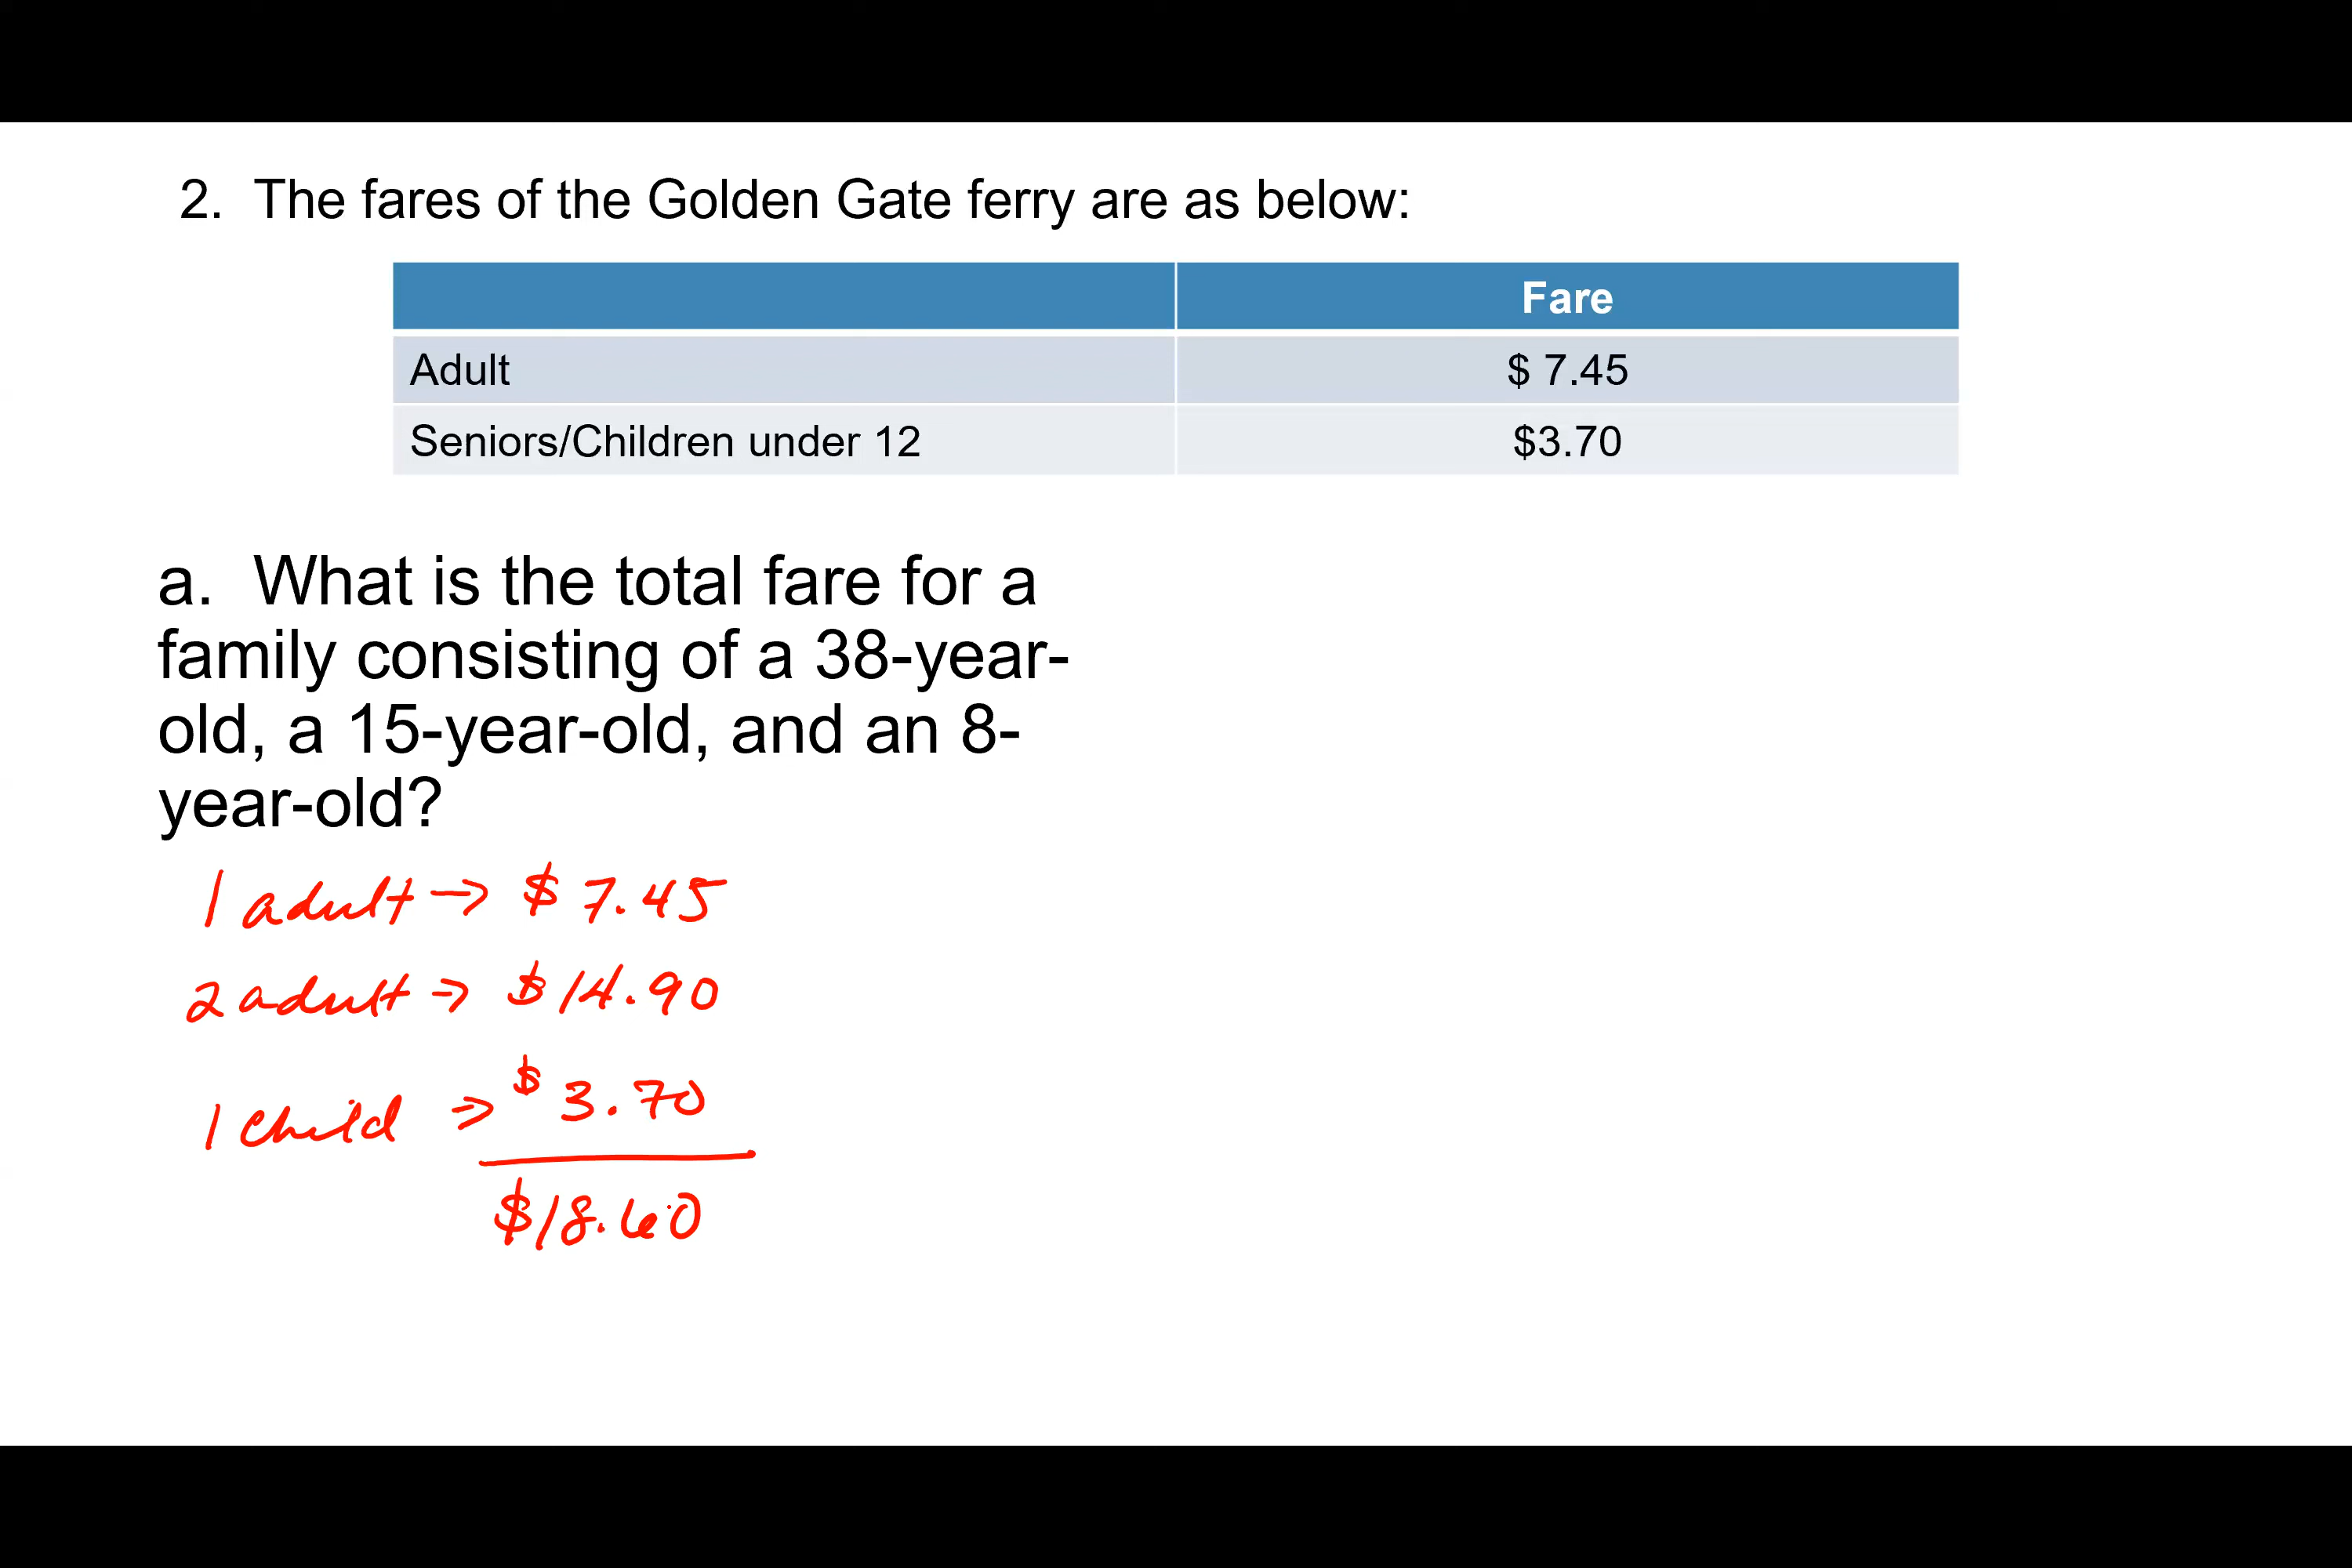 2. The fares of the Golden Gate ferry are as below:
Fare
Adult $ 7.45
Seniors/Children under 12 $3.70
a. What is the total fare for a
family consisting of a 38-year-
old, a 15-year-old, and an 8-
year-old?
1 adult → $ 7.45
2 adult → $14.90
1 child ⇒ $3.70
$18.60